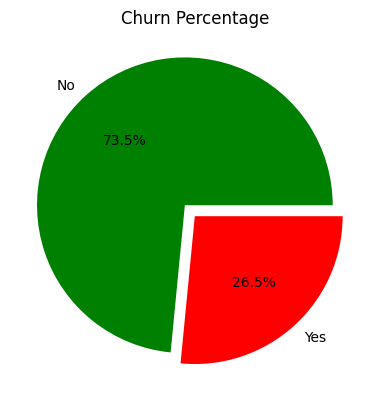 Churn Percentage
No
73.5%
26.5%
Yes